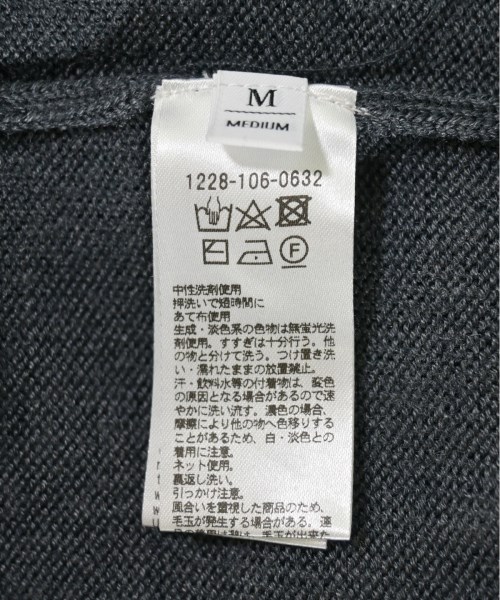 M
MEDIUM
1228-106-0632
F
中性洗剤使用
押洗いで短時間に
あて布使用
生成・淡色系の色物は無蛍光洗
剤使用。すすぎは十分行う。他
の物と分けて洗う。つけ置き洗
い・濡れたままの放置禁止。
汗・飲料水等の付着物は、変色
の原因となる場合があるので速
やかに洗い流す。濃色の場合、
摩擦により他の物へ色移りする
ことがあるため、白・淡色との
着用に注意。
ネット使用。
裏返し洗い。
引っかけ注意。
風合いを重視した商品のため、
毛玉が発生する場合がある。連
毛玉が出来た